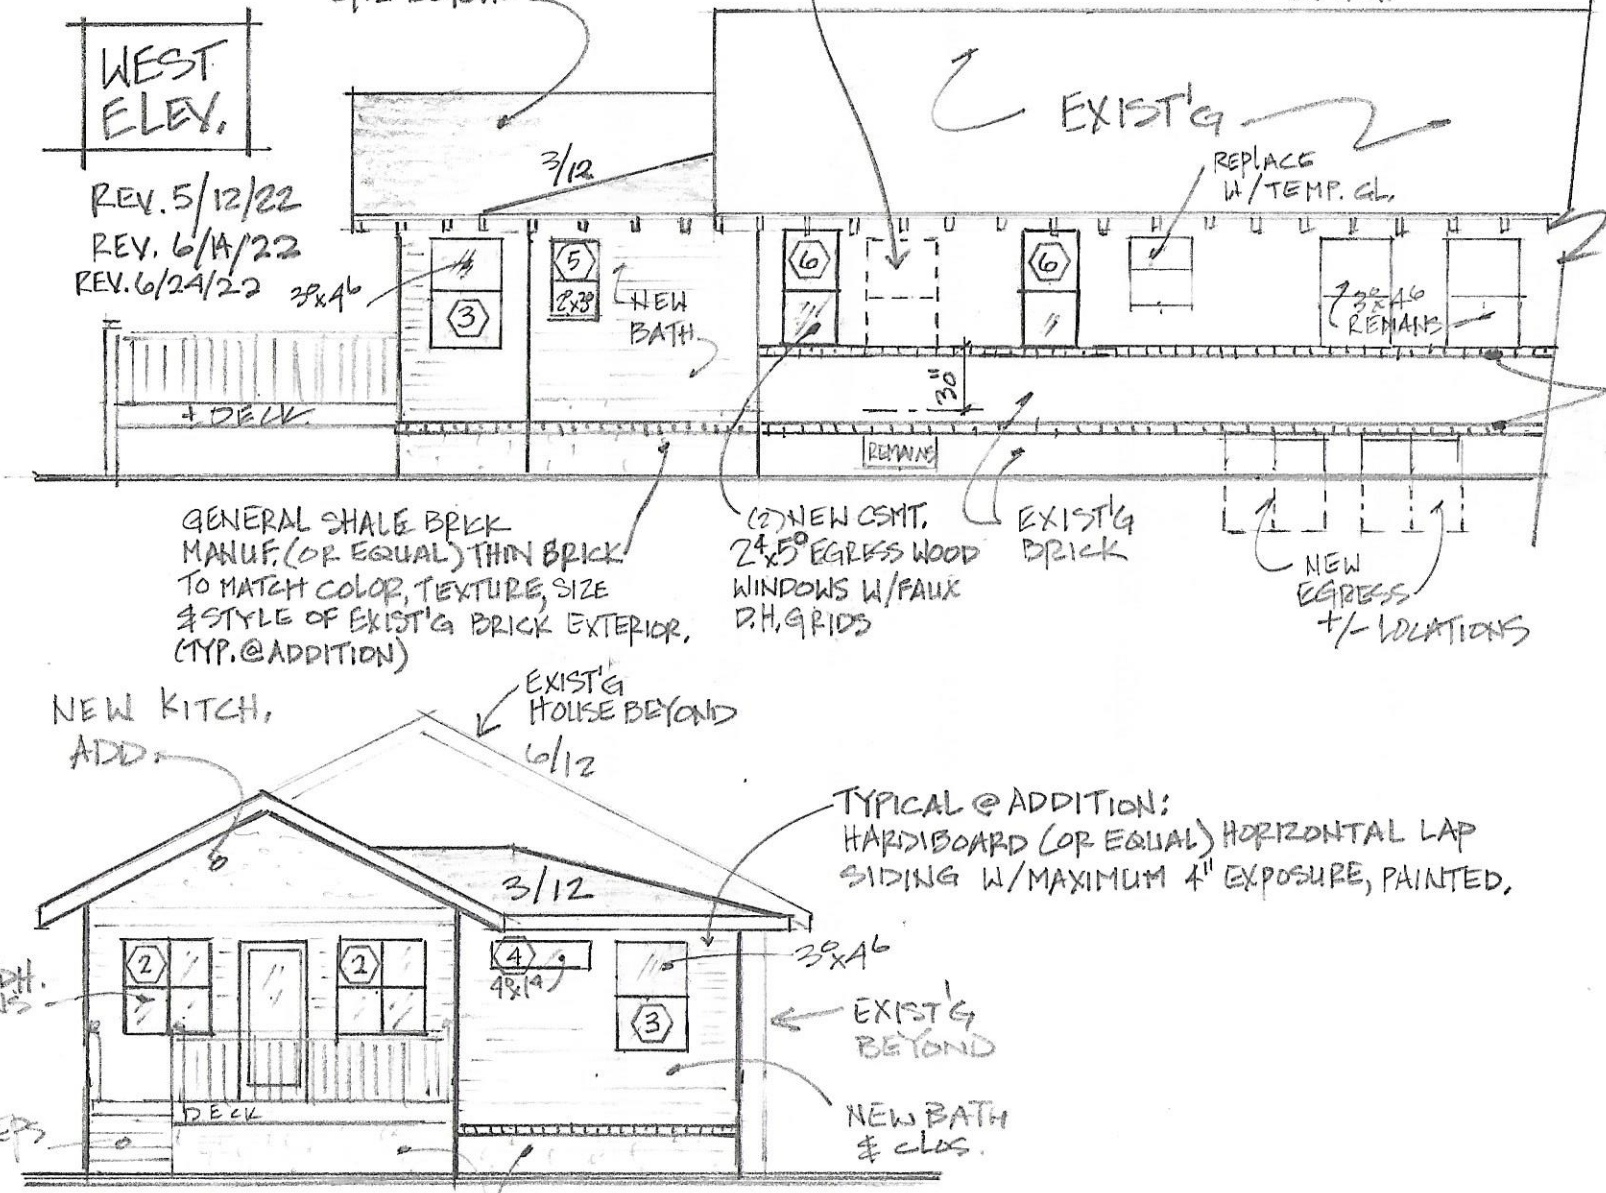 WEST
ELEV.
REV. 5/12/22
REV. 6/14/22
REV. 6/24/22
EXIST'G
3/12
REPLACE
W/TEMP. GL.
3⁰x4⁶
3
5
2⁰x3⁰
NEW
BATH
6
6
3⁰x4⁶
REMANS
30"
± DECK
REMAINS
GENERAL SHALE BRICK
MANUF. (OR EQUAL) THIN BRICK
TO MATCH COLOR, TEXTURE, SIZE
& STYLE OF EXIST'G BRICK EXTERIOR.
(TYP. @ ADDITION)
(2) NEW CSMT.
2⁴x5⁰ EGRESS WOOD
WINDOWS W/FAUX
D.H. GRIDS
EXIST'G
BRICK
NEW
EGRESS
+/- LOCATIONS
NEW KITCH.
ADD.
EXIST'G
HOUSE BEYOND
6/12
TYPICAL @ ADDITION:
HARDIBOARD (OR EQUAL) HORIZONTAL LAP
SIDING W/MAXIMUM 4" EXPOSURE, PAINTED.
3/12
2
2
4
3⁰x4⁶
3
EXIST'G
BEYOND
DECK
NEW BATH
& CLOS.